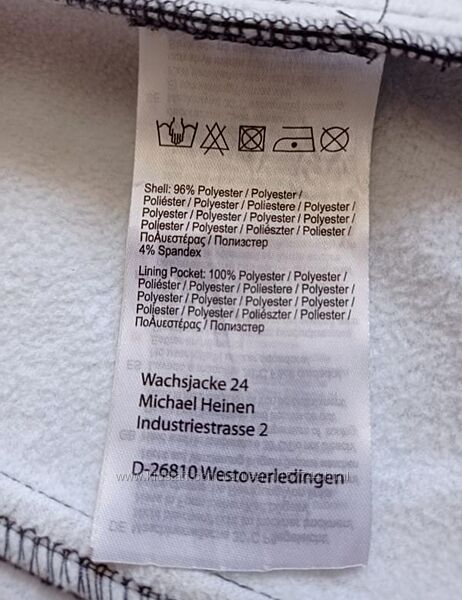 Shell: 96% Polyester / Polyester /
Poliéster / Polyester / Poliestere / Polyester /
Polyester / Polyester / Polyester / Polyester /
Poliester / Polyester / Poliészter / Poliester /
Πολυεστέρας / Полиэстер
4% Spandex
Lining Pocket: 100% Polyester / Polyester /
Poliéster / Polyester / Poliestere / Polyester /
Polyester / Polyester / Polyester / Polyester /
Poliester / Polyester / Poliészter / Poliester /
Πολυεστέρας / Полиэстер
Wachsjacke 24
Michael Heinen
Industriestrasse 2
D-26810 Westoverledingen